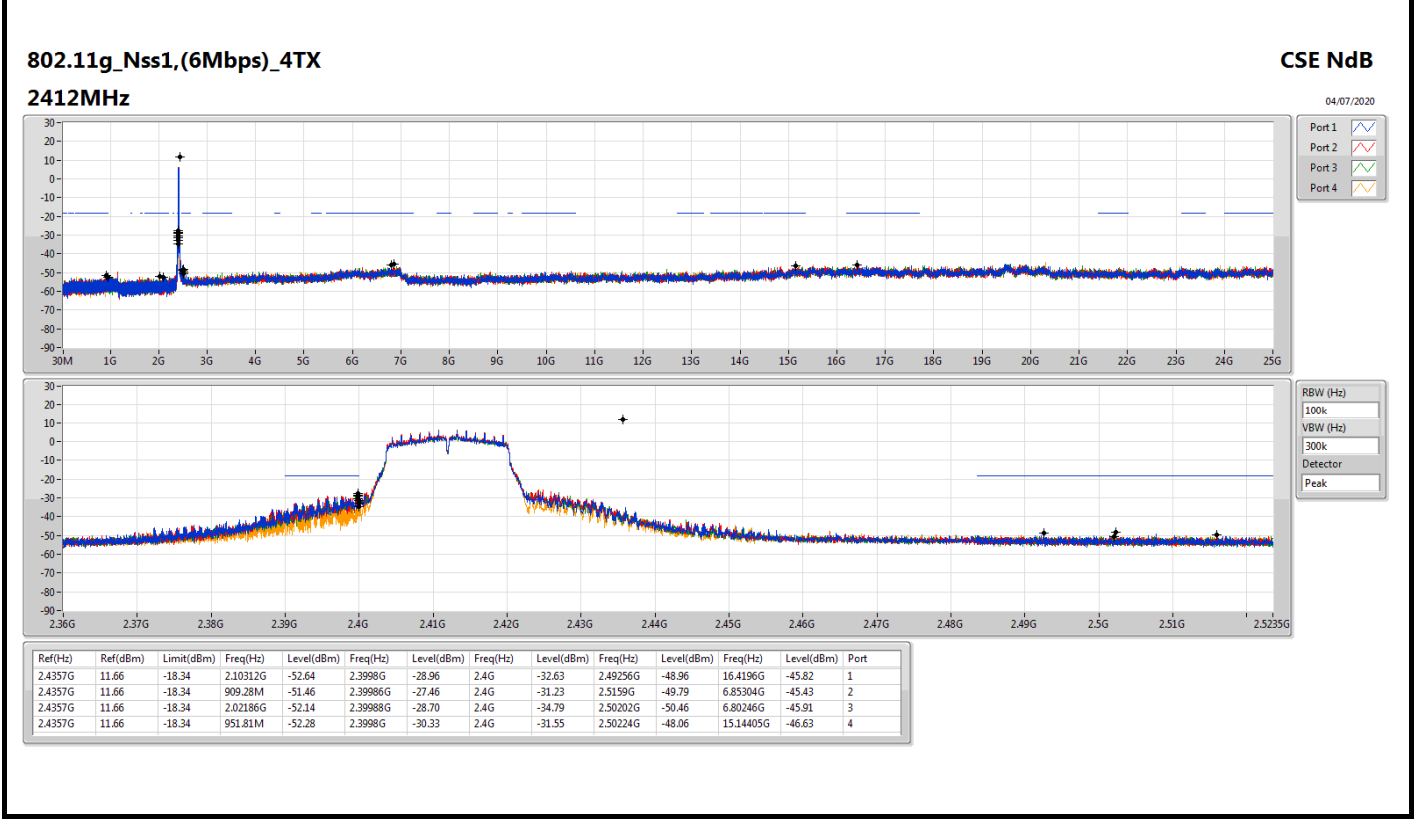 802.11g_Nss1,(6Mbps)_4TX CSE NdB
2412MHz 04/07/2020
30
20
10
0
-10
-20
-30
-40
-50
-60
-70
-80
-90
30M 1G 2G 3G 4G 5G 6G 7G 8G 9G 10G 11G 12G 13G 14G 15G 16G 17G 18G 19G 20G 21G 22G 23G 24G 25G
Port 1
Port 2
Port 3
Port 4
30
20
10
0
-10
-20
-30
-40
-50
-60
-70
-80
-90
2.36G 2.37G 2.38G 2.39G 2.4G 2.41G 2.42G 2.43G 2.44G 2.45G 2.46G 2.47G 2.48G 2.49G 2.5G 2.51G 2.5235G
RBW (Hz)
100k
VBW (Hz)
300k
Detector
Peak
Ref(Hz) Ref(dBm) Limit(dBm) Freq(Hz) Level(dBm) Freq(Hz) Level(dBm) Freq(Hz) Level(dBm) Freq(Hz) Level(dBm) Freq(Hz) Level(dBm) Port
2.4357G 11.66 -18.34 2.10312G -52.64 2.3998G -28.96 2.4G -32.63 2.49256G -48.96 16.4196G -45.82 1
2.4357G 11.66 -18.34 909.28M -51.46 2.39986G -27.46 2.4G -31.23 2.5159G -49.79 6.85304G -45.43 2
2.4357G 11.66 -18.34 2.02186G -52.14 2.39988G -28.70 2.4G -34.79 2.50202G -50.46 6.80246G -45.91 3
2.4357G 11.66 -18.34 951.81M -52.28 2.3998G -30.33 2.4G -31.55 2.50224G -48.06 15.14405G -46.63 4